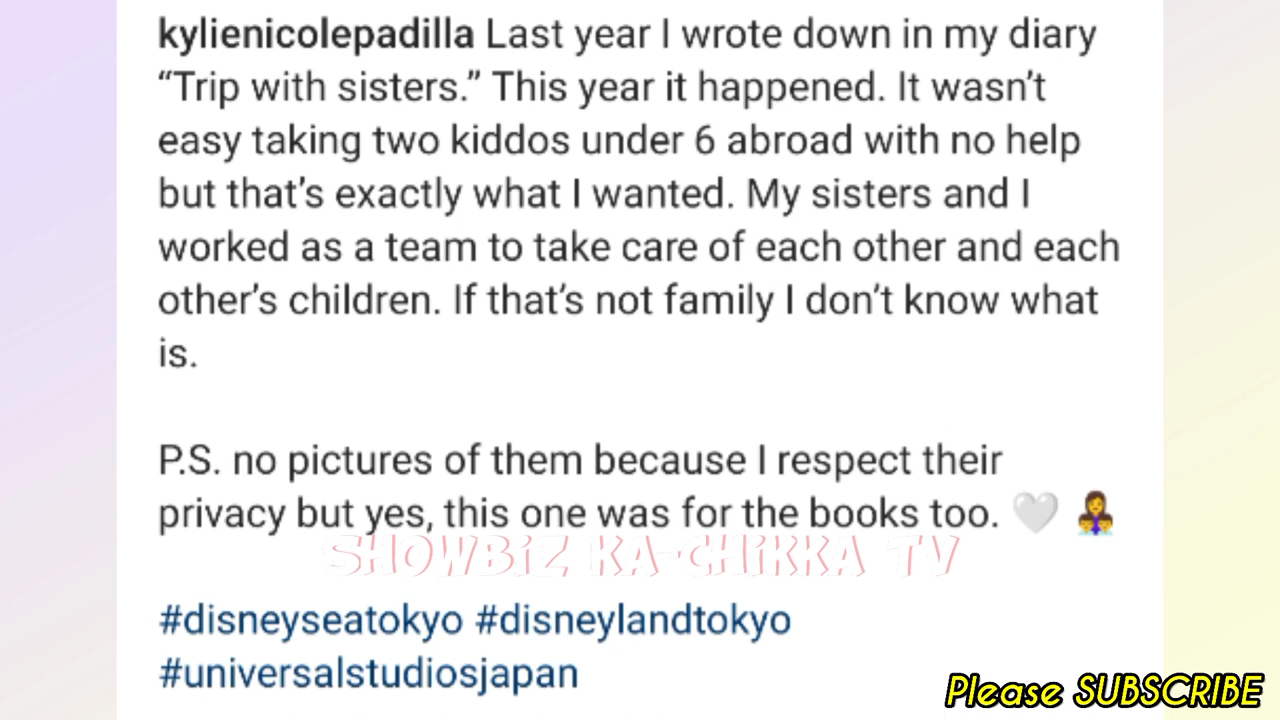 kylienicolepadilla Last year I wrote down in my diary
“Trip with sisters.” This year it happened. It wasn’t
easy taking two kiddos under 6 abroad with no help
but that’s exactly what I wanted. My sisters and I
worked as a team to take care of each other and each
other’s children. If that’s not family I don’t know what
is.
P.S. no pictures of them because I respect their
privacy but yes, this one was for the books too. 🤍 👩‍👧‍👦
SHOWBIZ KA-CHIKKA TV
#disneyseatokyo #disneylandtokyo
#universalstudiosjapan
Please SUBSCRIBE